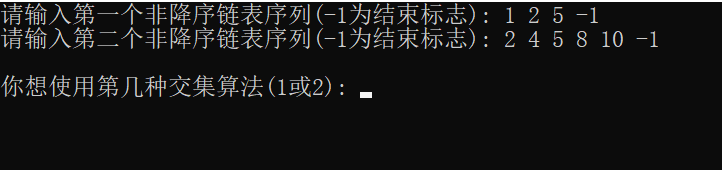 请输入第一个非降序链表序列(-1为结束标志): 1 2 5 -1
请输入第二个非降序链表序列(-1为结束标志): 2 4 5 8 10 -1
你想使用第几种交集算法(1或2):